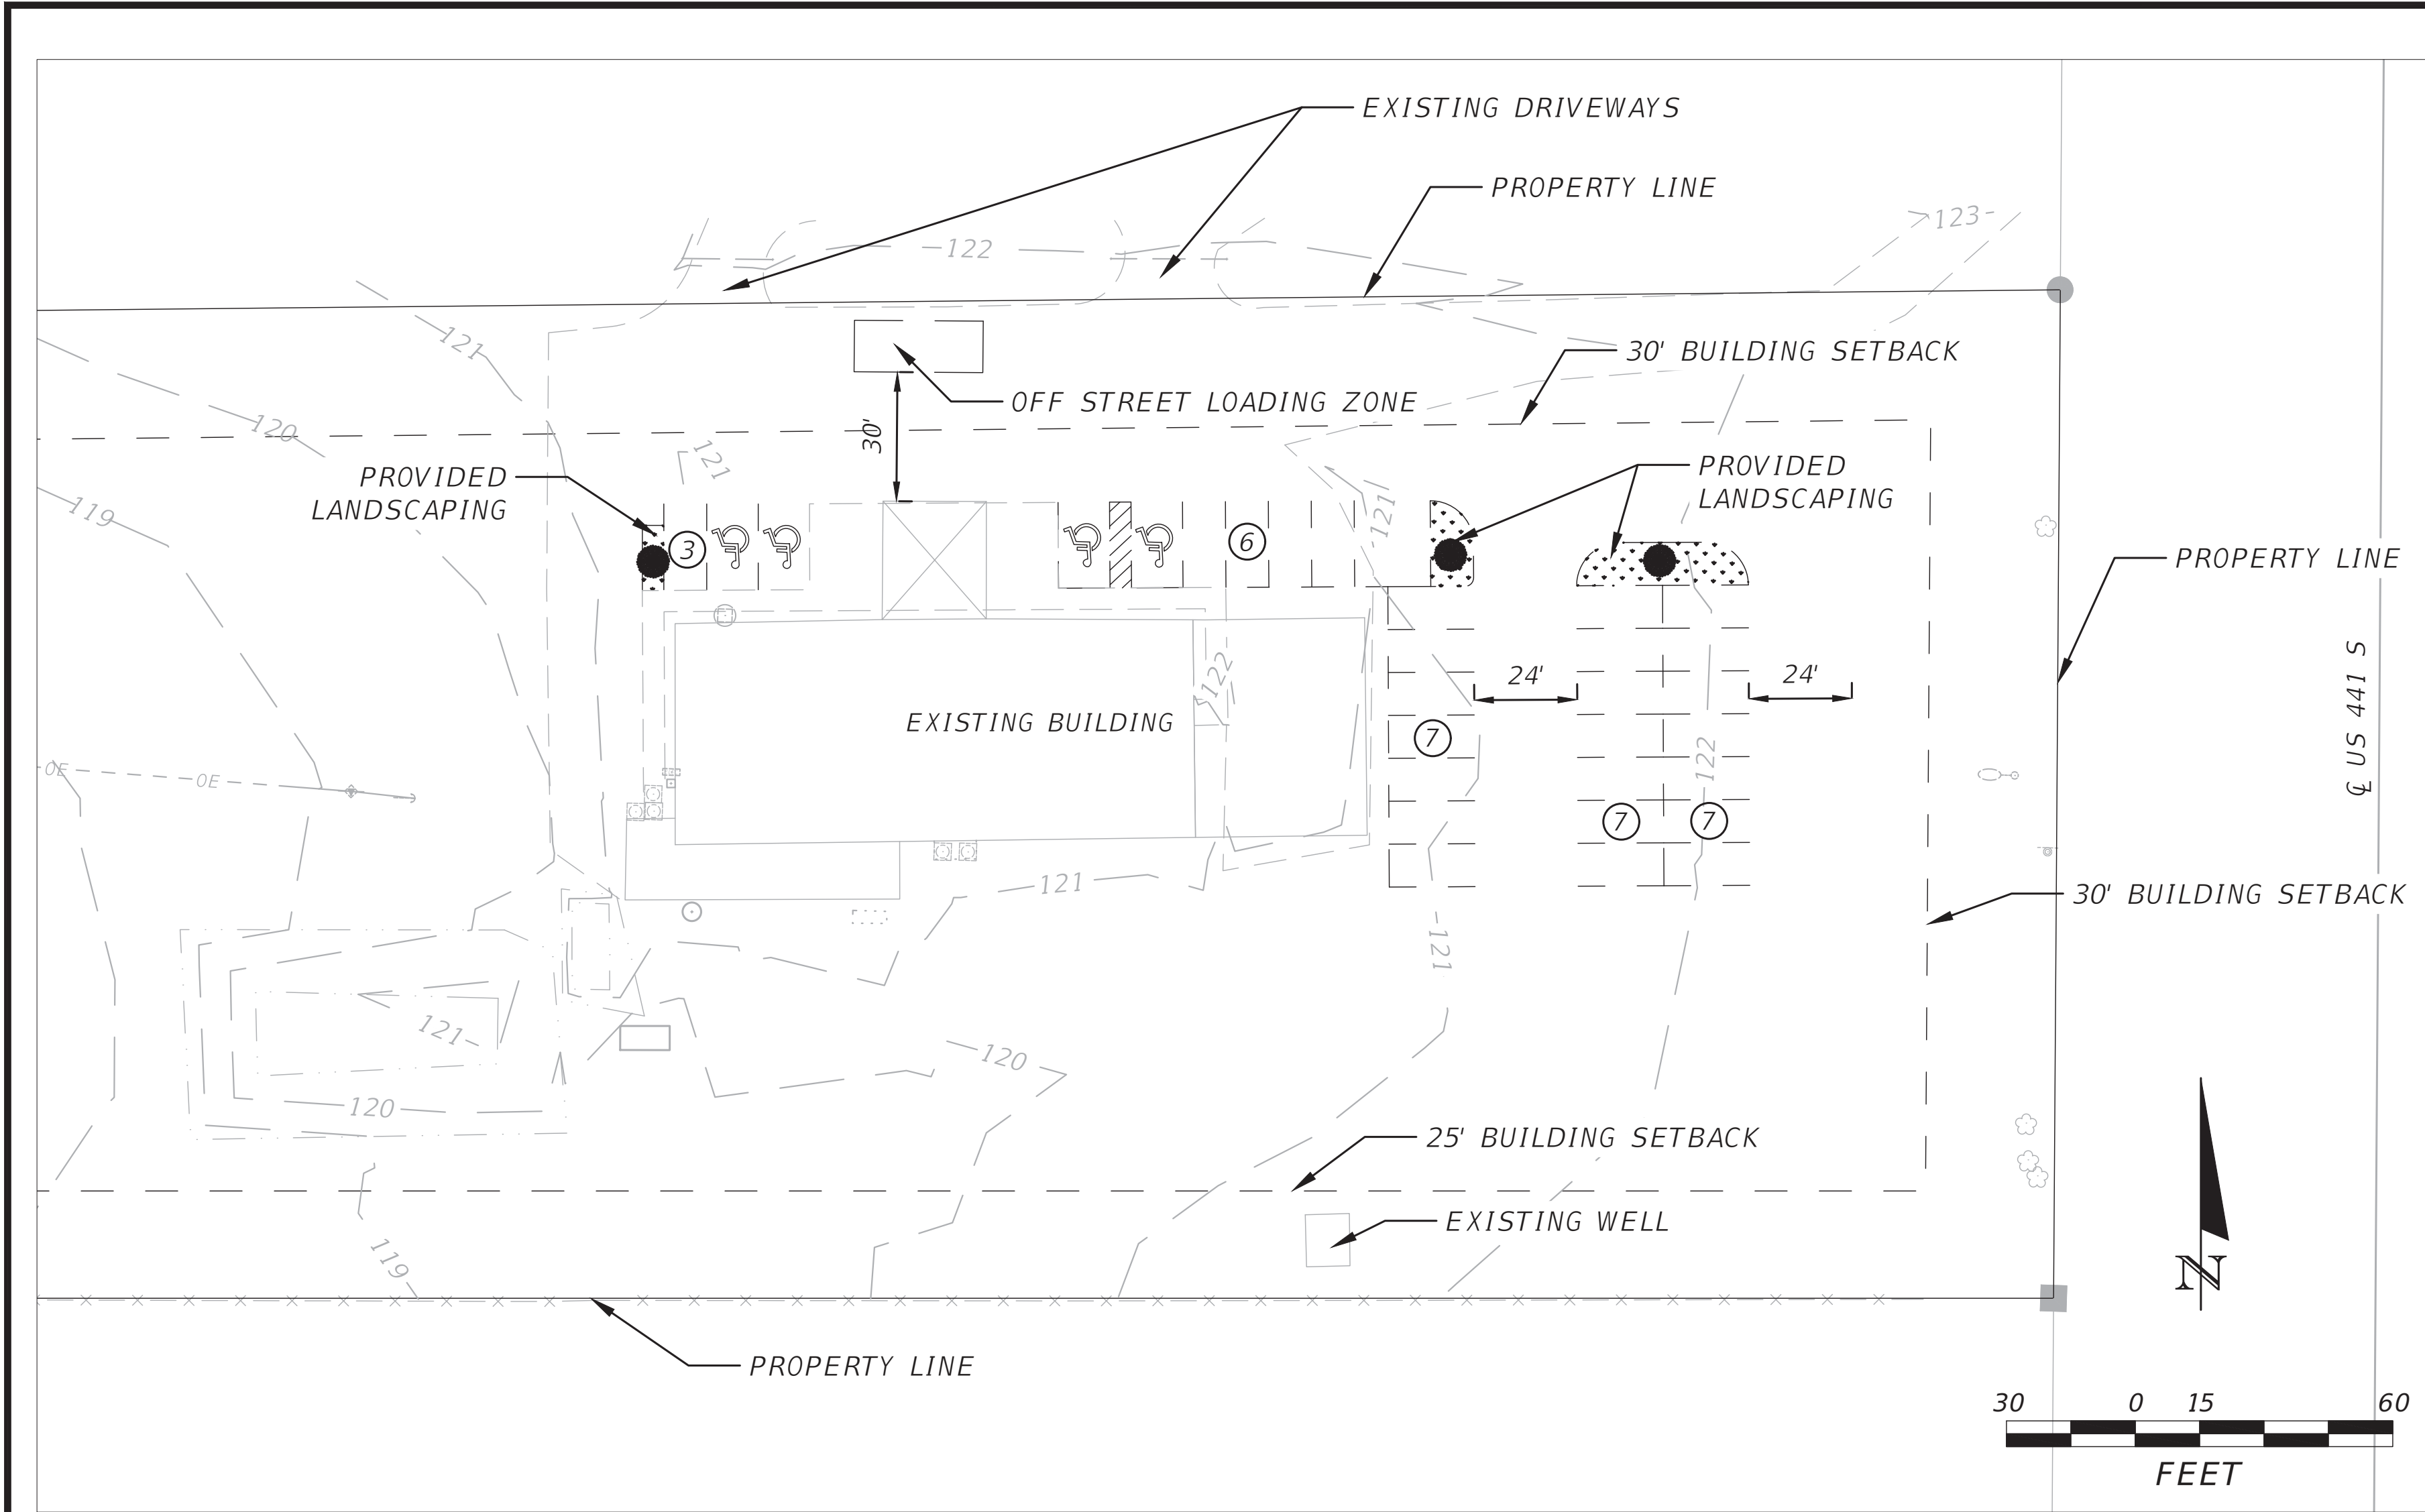 EXISTING DRIVEWAYS
PROPERTY LINE
123
122
121
30' BUILDING SETBACK
OFF STREET LOADING ZONE
30'
120
121
PROVIDED
LANDSCAPING
PROVIDED
LANDSCAPING
119
121
3
6
PROPERTY LINE
122
24'
24'
US 441 S
EXISTING BUILDING
7
122
OE
OE
7
7
121
30' BUILDING SETBACK
121
121
120
120
25' BUILDING SETBACK
EXISTING WELL
119
N
PROPERTY LINE
30 0 15 60
FEET